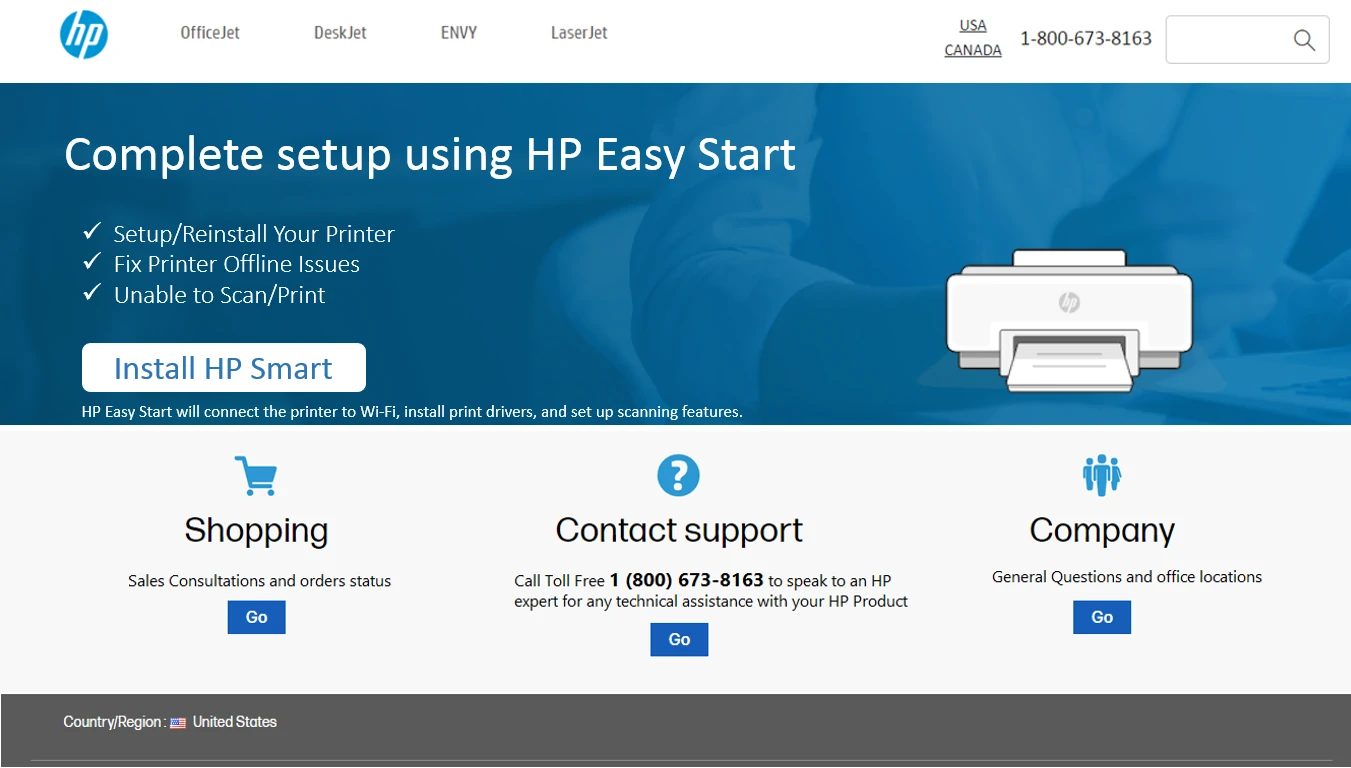 hp
OfficeJet
DeskJet
ENVY
LaserJet
USA
CANADA
1-800-673-8163
Complete setup using HP Easy Start
✓ Setup/Reinstall Your Printer
✓ Fix Printer Offline Issues
✓ Unable to Scan/Print
hp
Install HP Smart
HP Easy Start will connect the printer to Wi-Fi, install print drivers, and set up scanning features.
Shopping
Sales Consultations and orders status
Go
Contact support
Call Toll Free 1 (800) 673-8163 to speak to an HP
expert for any technical assistance with your HP Product
Go
Company
General Questions and office locations
Go
Country/Region : United States